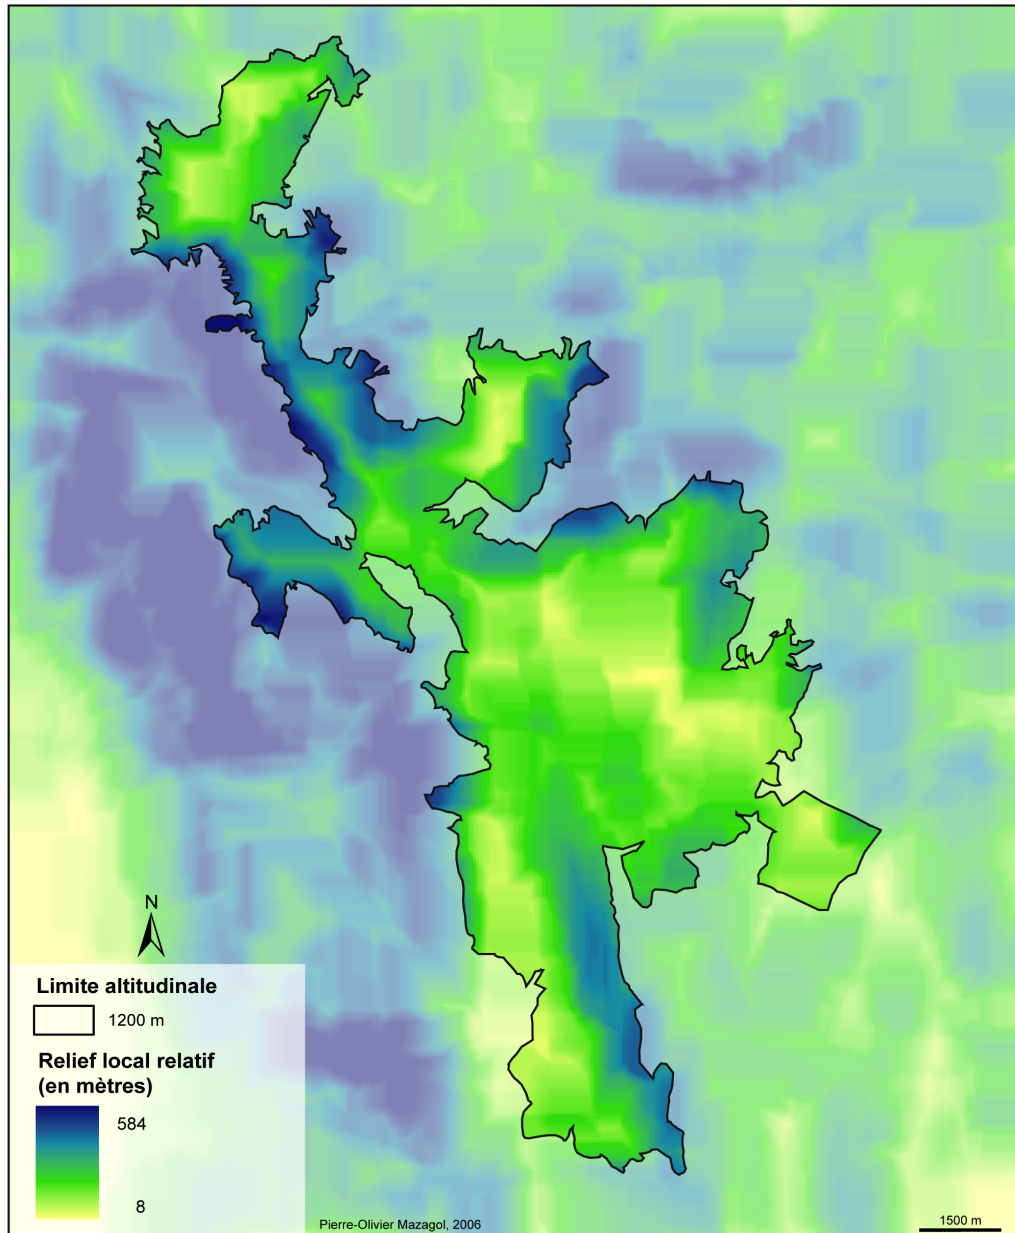 N
Limite altitudinale
1200 m
Relief local relatif
(en mètres)
584
8
Pierre-Olivier Mazagol, 2006
1500 m